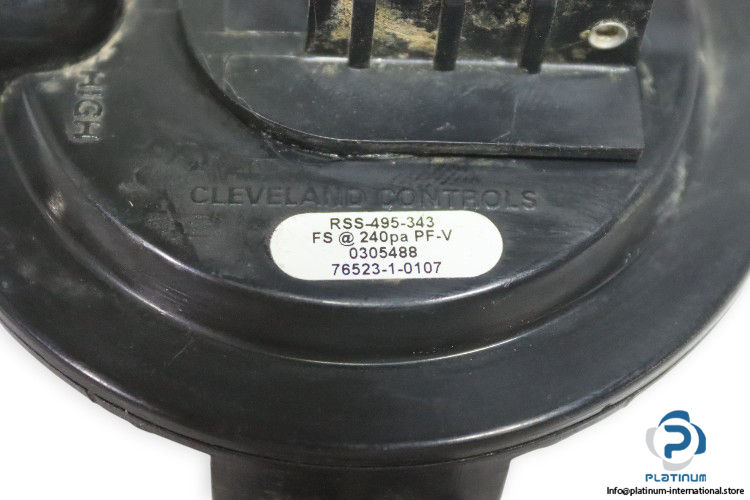 HIGH
CLEVELAND CONTROLS
RSS-495-343
FS @ 240pa PF-V
0305488
76523-1-0107
PLATINUM
Info@platinum-international.store